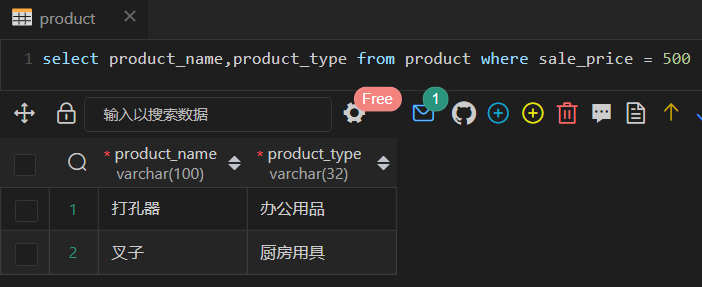 product
1 select product_name,product_type from product where sale_price = 500
输入以搜索数据 Free 1
* product_name * product_type
varchar(100) varchar(32)
1 打孔器 办公用品
2 叉子 厨房用具